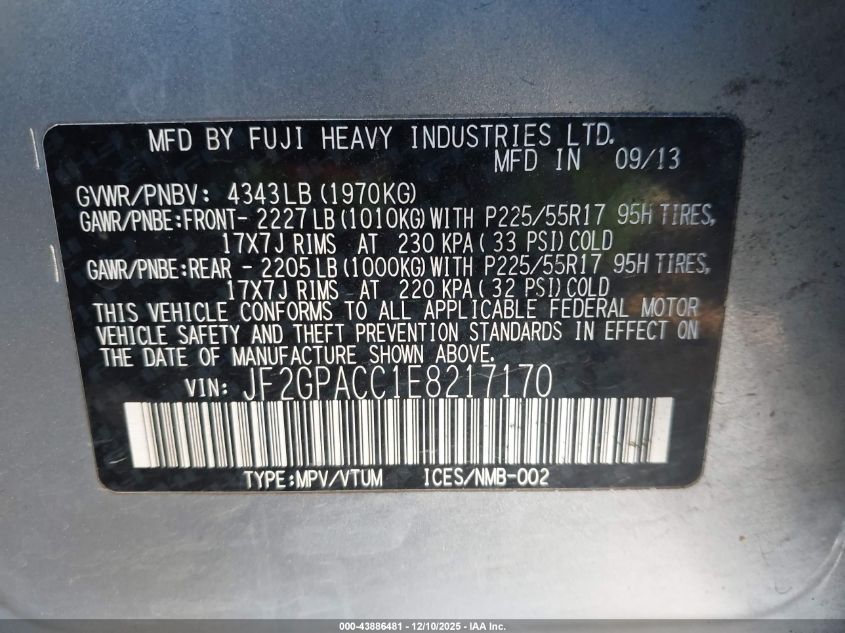 MFD BY FUJI HEAVY INDUSTRIES LTD.
MFD IN 09/13
GVWR/PNBV: 4343LB (1970KG)
GAWR/PNBE:FRONT- 2227LB (1010KG) WITH P225/55R17 95H TIRES,
17X7J RIMS AT 230 KPA ( 33 PSI) COLD
GAWR/PNBE:REAR - 2205LB (1000KG) WITH P225/55R17 95H TIRES,
17X7J RIMS AT 220 KPA ( 32 PSI) COLD
THIS VEHICLE CONFORMS TO ALL APPLICABLE FEDERAL MOTOR
VEHICLE SAFETY AND THEFT PREVENTION STANDARDS IN EFFECT ON
THE DATE OF MANUFACTURE SHOWN ABOVE.
VIN: JF2GPACC1E8217170
TYPE:MPV/VTUM ICES/NMB-002
000-43886481 - 12/10/2025 - IAA Inc.